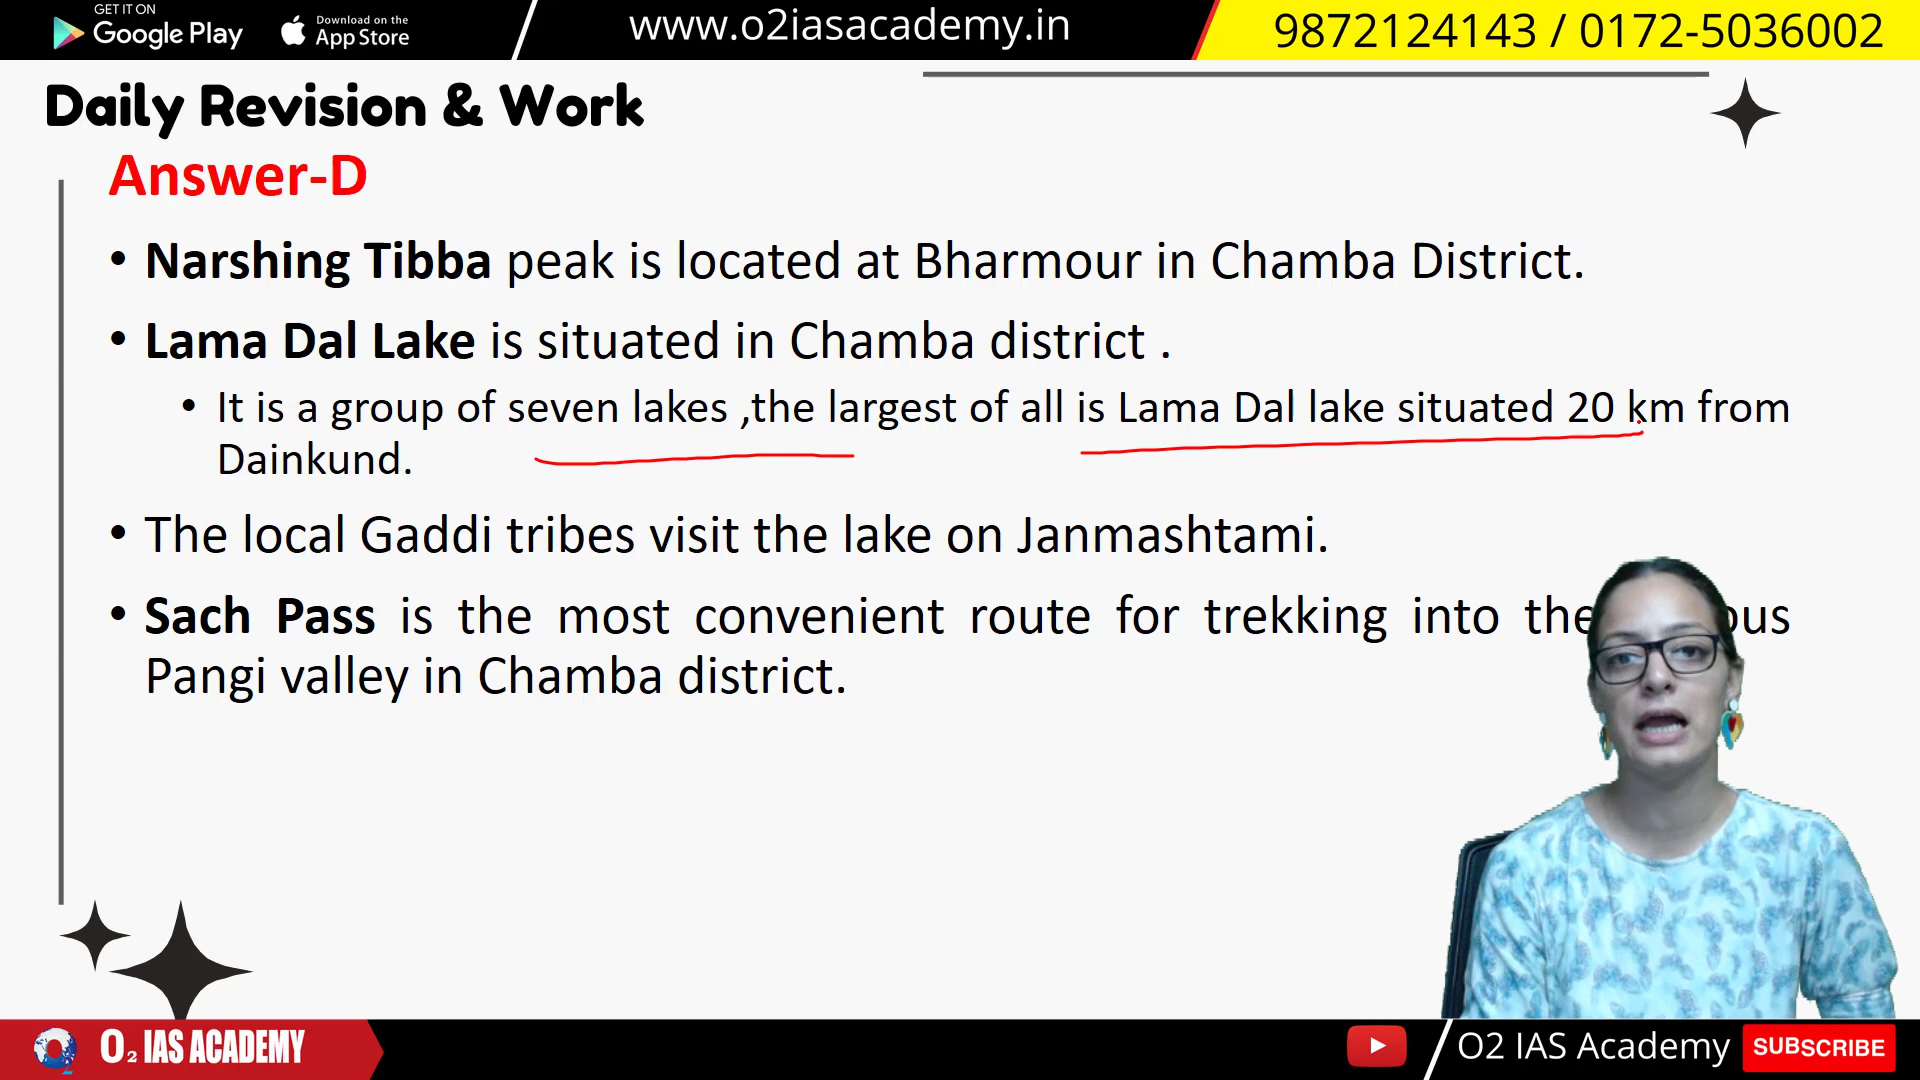 GET IT ON
Google Play
Download on the
App Store
www.o2iasacademy.in
9872124143 / 0172-5036002
Daily Revision & Work
Answer-D
• Narshing Tibba peak is located at Bharmour in Chamba District.
• Lama Dal Lake is situated in Chamba district .
• It is a group of seven lakes ,the largest of all is Lama Dal lake situated 20 km from
Dainkund.
• The local Gaddi tribes visit the lake on Janmashtami.
• Sach Pass is the most convenient route for trekking into the
Pangi valley in Chamba district.
O₂ IAS ACADEMY
O2 IAS Academy
SUBSCRIBE